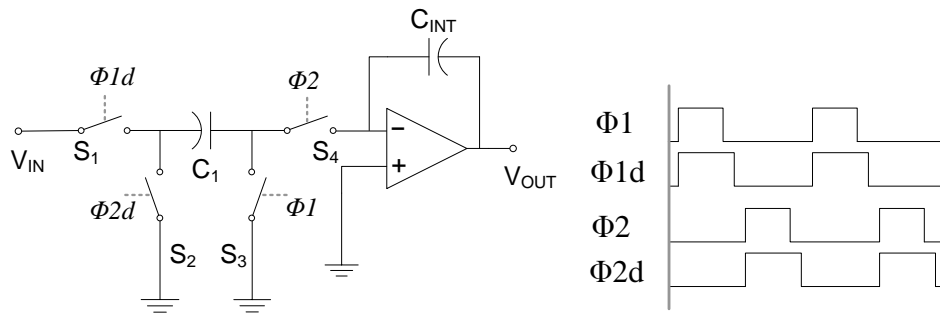 C_INT
Φ1d
Φ2
V_IN
S_1
C_1
S_4
−
+
V_OUT
Φ2d
Φ1
S_2
S_3
Φ1
Φ1d
Φ2
Φ2d